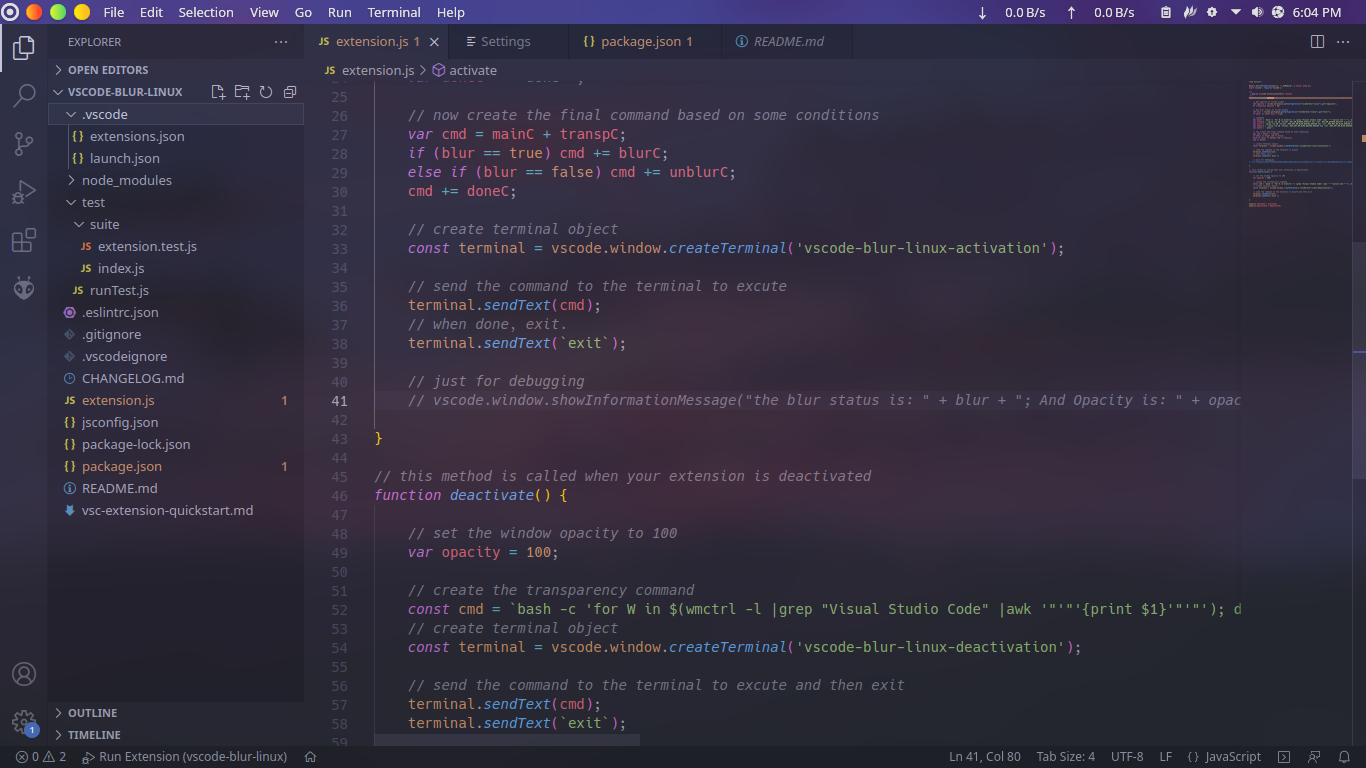 File Edit Selection View Go Run Terminal Help ↓ 0.0 B/s ↑ 0.0 B/s 6:04 PM
EXPLORER ···
JS extension.js 1 × Settings {} package.json 1 README.md ···
OPEN EDITORS
JS extension.js > activate
VSCODE-BLUR-LINUX
.vscode
{} extensions.json
{} launch.json
node_modules
test
suite
JS extension.test.js
JS index.js
JS runTest.js
.eslintrc.json
.gitignore
.vscodeignore
CHANGELOG.md
JS extension.js 1
{} jsconfig.json
{} package-lock.json
{} package.json 1
README.md
vsc-extension-quickstart.md
OUTLINE
TIMELINE
25
26 // now create the final command based on some conditions
27 var cmd = mainC + transpC;
28 if (blur == true) cmd += blurC;
29 else if (blur == false) cmd += unblurC;
30 cmd += doneC;
31
32 // create terminal object
33 const terminal = vscode.window.createTerminal('vscode-blur-linux-activation');
34
35 // send the command to the terminal to excute
36 terminal.sendText(cmd);
37 // when done, exit.
38 terminal.sendText(`exit`);
39
40 // just for debugging
41 // vscode.window.showInformationMessage("the blur status is: " + blur + "; And Opacity is: " + opac
42
43 }
44
45 // this method is called when your extension is deactivated
46 function deactivate() {
47
48 // set the window opacity to 100
49 var opacity = 100;
50
51 // create the transparency command
52 const cmd = `bash -c 'for W in $(wmctrl -l |grep "Visual Studio Code" |awk '"'"'{print $1}'"'"'); d
53 // create terminal object
54 const terminal = vscode.window.createTerminal('vscode-blur-linux-deactivation');
55
56 // send the command to the terminal to excute and then exit
57 terminal.sendText(cmd);
58 terminal.sendText(`exit`);
59
1
0 2 Run Extension (vscode-blur-linux) Ln 41, Col 80 Tab Size: 4 UTF-8 LF {} JavaScript